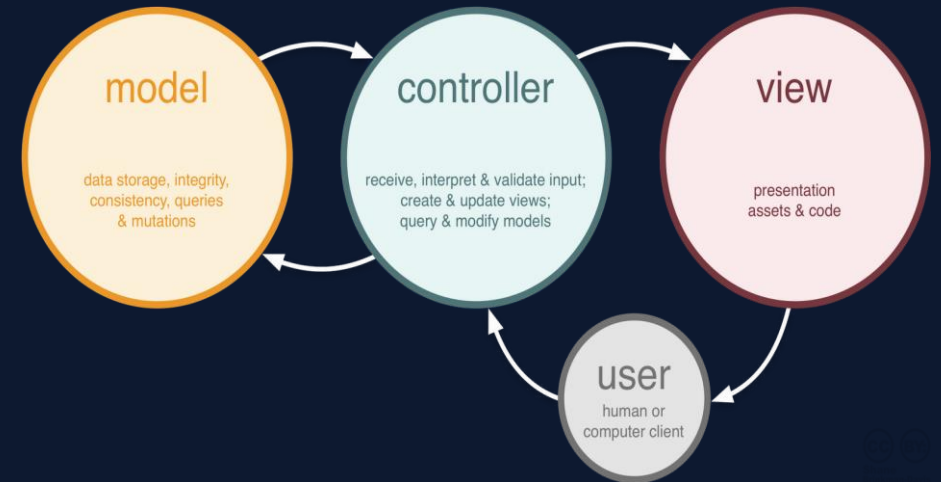 model
data storage, integrity,
consistency, queries
& mutations
controller
receive, interpret & validate input;
create & update views;
query & modify models
view
presentation
assets & code
user
human or
computer client